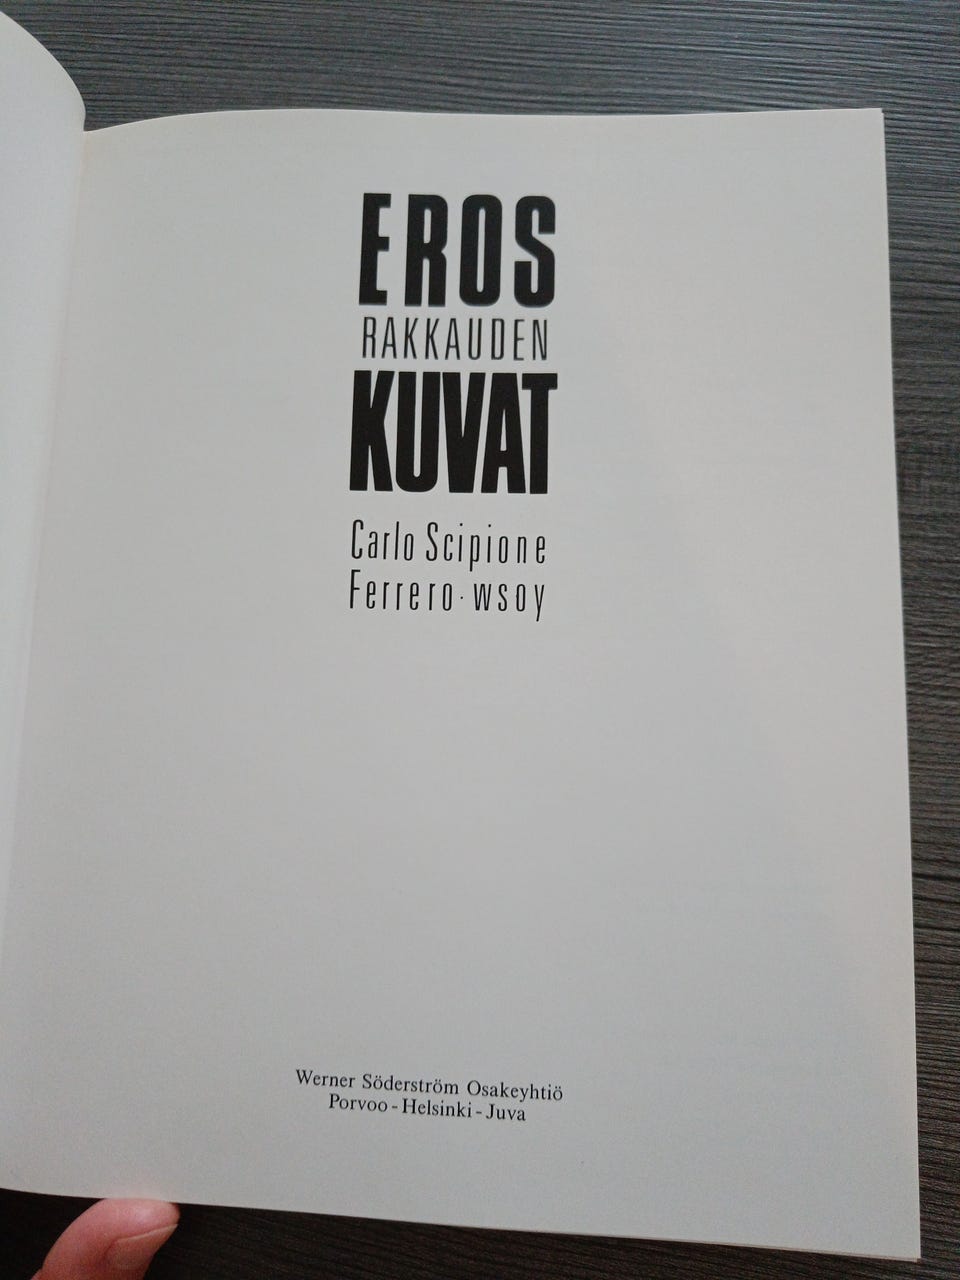 EROS
RAKKAUDEN
KUVAT
Carlo Scipione
Ferrero · wsoy
Werner Söderström Osakeyhtiö
Porvoo - Helsinki - Juva